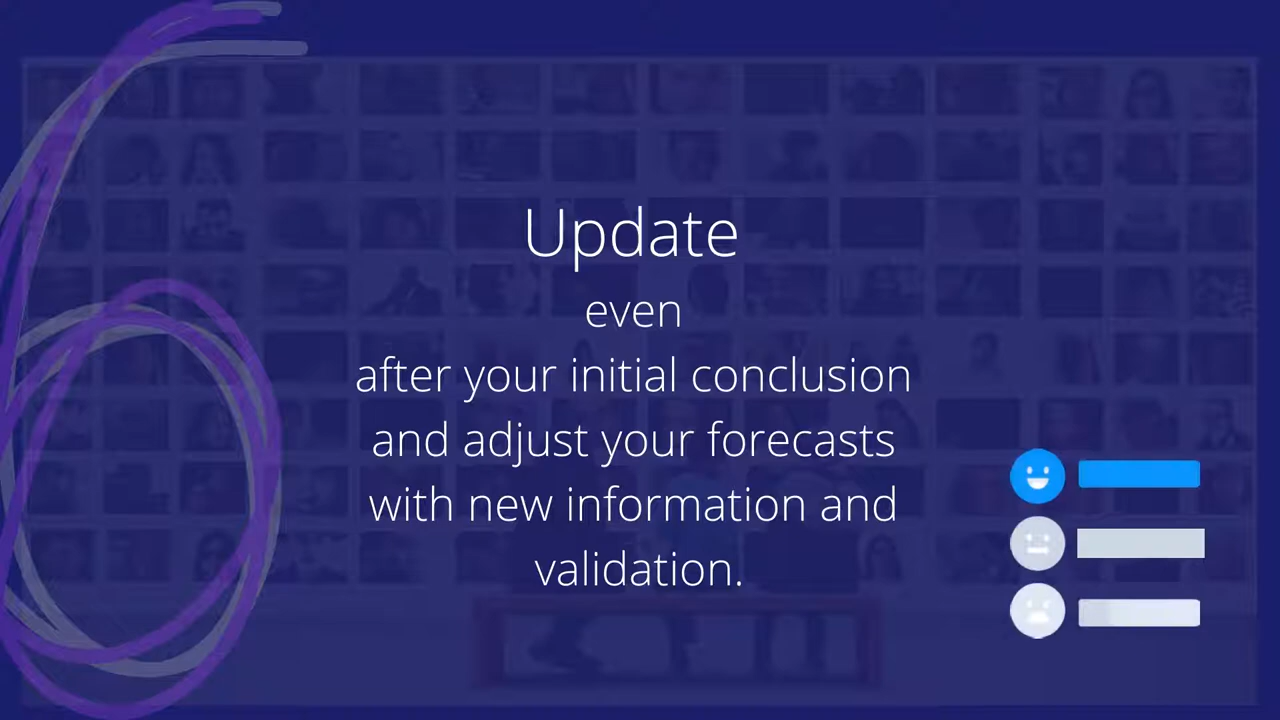 Update
even
after your initial conclusion
and adjust your forecasts
with new information and
validation.